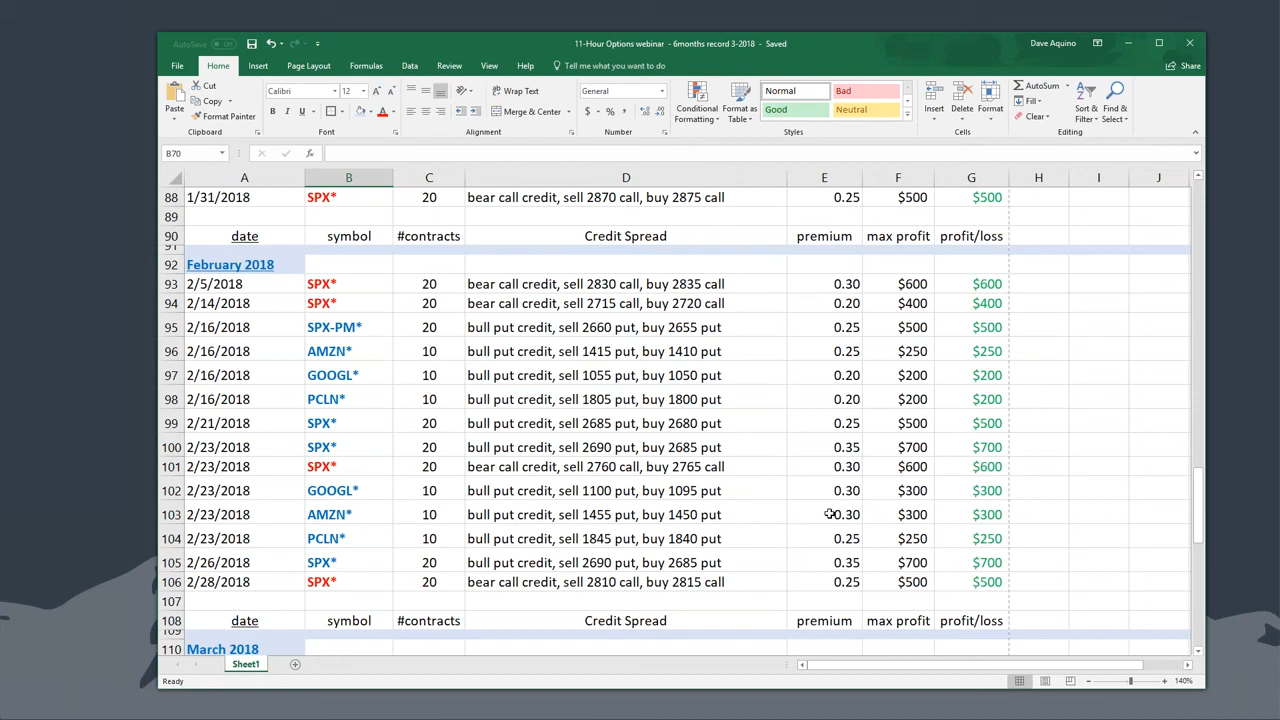 AutoSave Off
11-Hour Options webinar - 6months record 3-2018 - Saved
Dave Aquino
File Home Insert Page Layout Formulas Data Review View Help Tell me what you want to do Share
Paste
Cut
Copy
Format Painter
Clipboard
Calibri 12
B I U
Font
Wrap Text
Merge & Center
Alignment
General
$ % ,
Number
Conditional Formatting
Format as Table
Normal Bad
Good Neutral
Styles
Insert Delete Format
Cells
AutoSum
Fill
Clear
Sort & Filter
Find & Select
Editing
B70 fx
A B C D E F G H I J
88 1/31/2018 SPX* 20 bear call credit, sell 2870 call, buy 2875 call 0.25 $500 $500
89
90 date symbol #contracts Credit Spread premium max profit profit/loss
91
92 February 2018
93 2/5/2018 SPX* 20 bear call credit, sell 2830 call, buy 2835 call 0.30 $600 $600
94 2/14/2018 SPX* 20 bear call credit, sell 2715 call, buy 2720 call 0.20 $400 $400
95 2/16/2018 SPX-PM* 20 bull put credit, sell 2660 put, buy 2655 put 0.25 $500 $500
96 2/16/2018 AMZN* 10 bull put credit, sell 1415 put, buy 1410 put 0.25 $250 $250
97 2/16/2018 GOOGL* 10 bull put credit, sell 1055 put, buy 1050 put 0.20 $200 $200
98 2/16/2018 PCLN* 10 bull put credit, sell 1805 put, buy 1800 put 0.20 $200 $200
99 2/21/2018 SPX* 20 bull put credit, sell 2685 put, buy 2680 put 0.25 $500 $500
100 2/23/2018 SPX* 20 bull put credit, sell 2690 put, buy 2685 put 0.35 $700 $700
101 2/23/2018 SPX* 20 bear call credit, sell 2760 call, buy 2765 call 0.30 $600 $600
102 2/23/2018 GOOGL* 10 bull put credit, sell 1100 put, buy 1095 put 0.30 $300 $300
103 2/23/2018 AMZN* 10 bull put credit, sell 1455 put, buy 1450 put 0.30 $300 $300
104 2/23/2018 PCLN* 10 bull put credit, sell 1845 put, buy 1840 put 0.25 $250 $250
105 2/26/2018 SPX* 20 bull put credit, sell 2690 put, buy 2685 put 0.35 $700 $700
106 2/28/2018 SPX* 20 bear call credit, sell 2810 call, buy 2815 call 0.25 $500 $500
107
108 date symbol #contracts Credit Spread premium max profit profit/loss
109
110 March 2018
Sheet1
Ready 140%